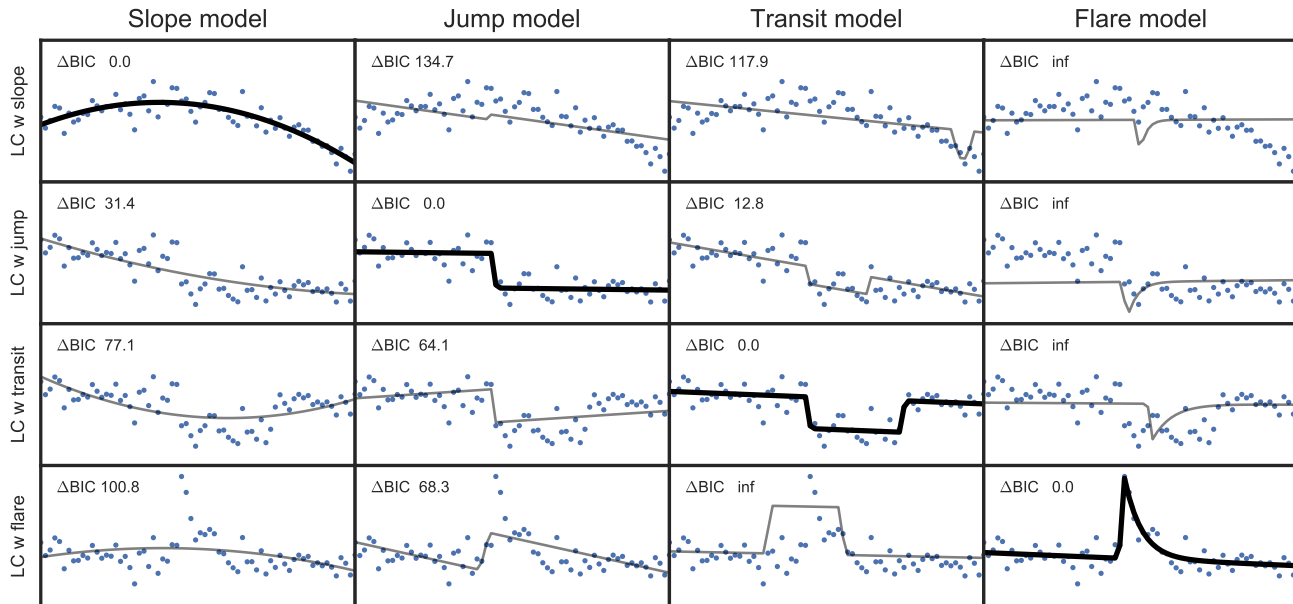 Slope model Jump model Transit model Flare model
LC w slope
ΔBIC 0.0 ΔBIC 134.7 ΔBIC 117.9 ΔBIC inf
LC w jump
ΔBIC 31.4 ΔBIC 0.0 ΔBIC 12.8 ΔBIC inf
LC w transit
ΔBIC 77.1 ΔBIC 64.1 ΔBIC 0.0 ΔBIC inf
LC w flare
ΔBIC 100.8 ΔBIC 68.3 ΔBIC inf ΔBIC 0.0